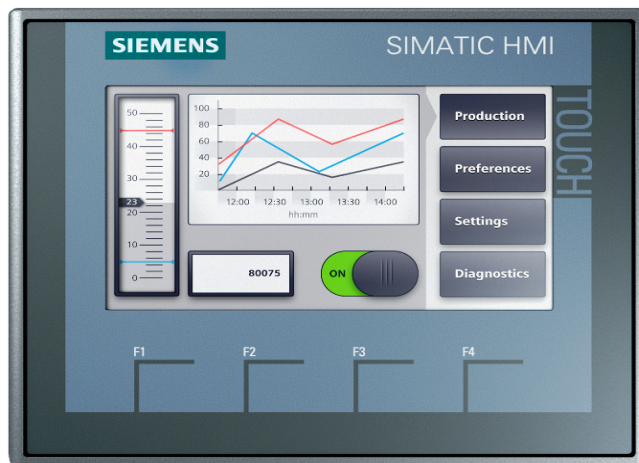 SIEMENS
SIMATIC HMI
TOUCH
50
40
30
23
20
10
0
100
80
60
40
20
12:00 12:30 13:00 13:30 14:00
hh:mm
80075
ON
Production
Preferences
Settings
Diagnostics
F1 F2 F3 F4